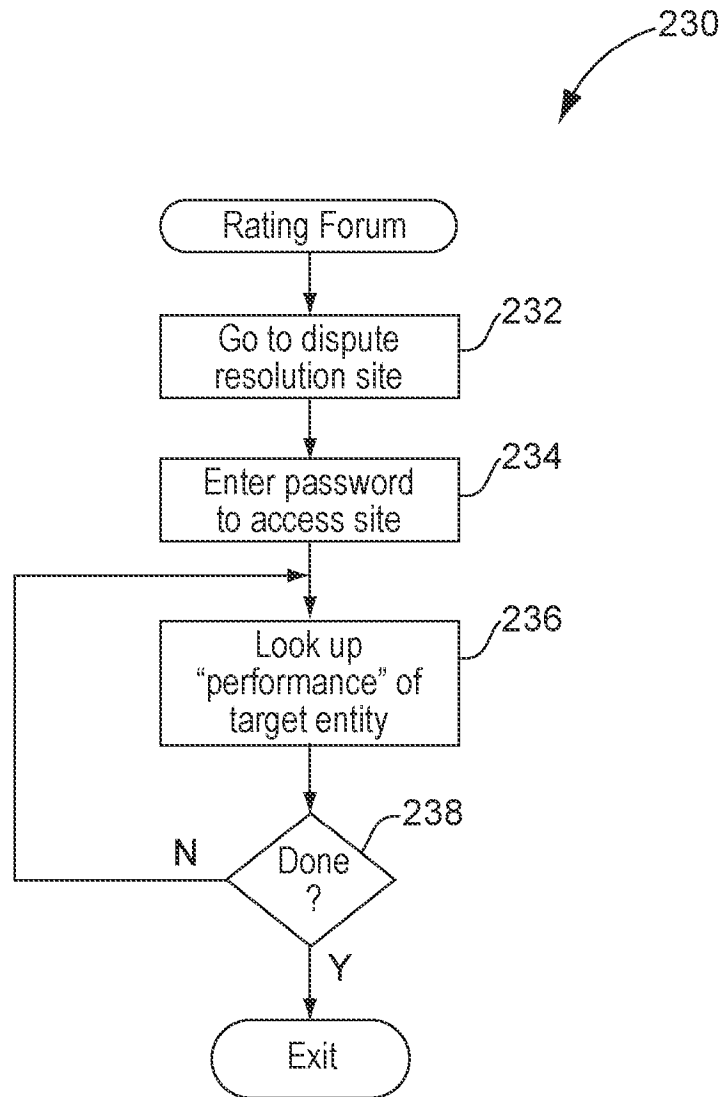 230
Rating Forum
Go to dispute
resolution site
232
Enter password
to access site
234
Look up
“performance” of
target entity
236
Done
?
238
N
Y
Exit